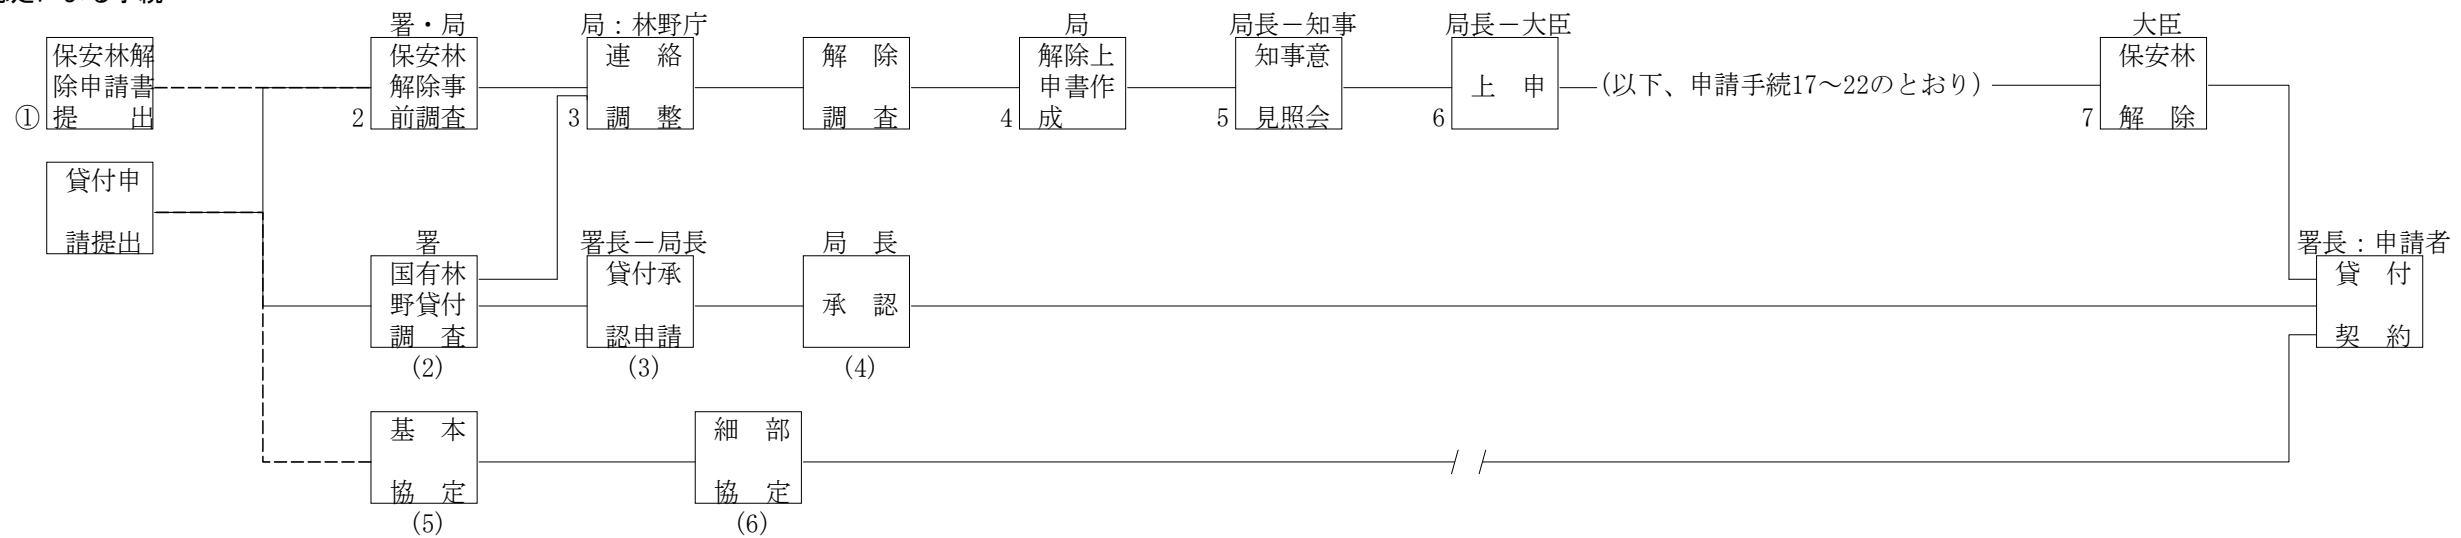 署・局
局：林野庁
局
局長－知事
局長－大臣
大臣
保安林解
除申請書
① 提　　出
保安林
解除事
2 前調査
連　絡
3 調　整
解　除
調　査
解除上
申書作
4 成
知事意
5 見照会
上　申
6
(以下、申請手続17～22のとおり)
保安林
7 解　除
貸付申
請提出
署
国有林
野貸付
調　査
(2)
署長－局長
貸付承
認申請
(3)
局　長
承　認
(4)
署長：申請者
貸　付
契　約
基　本
協　定
(5)
細　部
協　定
(6)